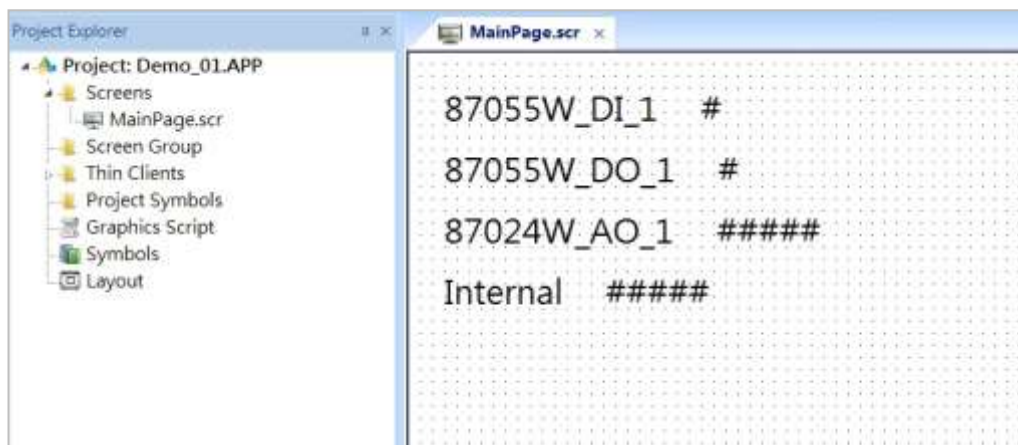 Project Explorer
Project: Demo_01.APP
Screens
MainPage.scr
Screen Group
Thin Clients
Project Symbols
Graphics Script
Symbols
Layout
MainPage.scr ×
87055W_DI_1 #
87055W_DO_1 #
87024W_AO_1 #####
Internal #####